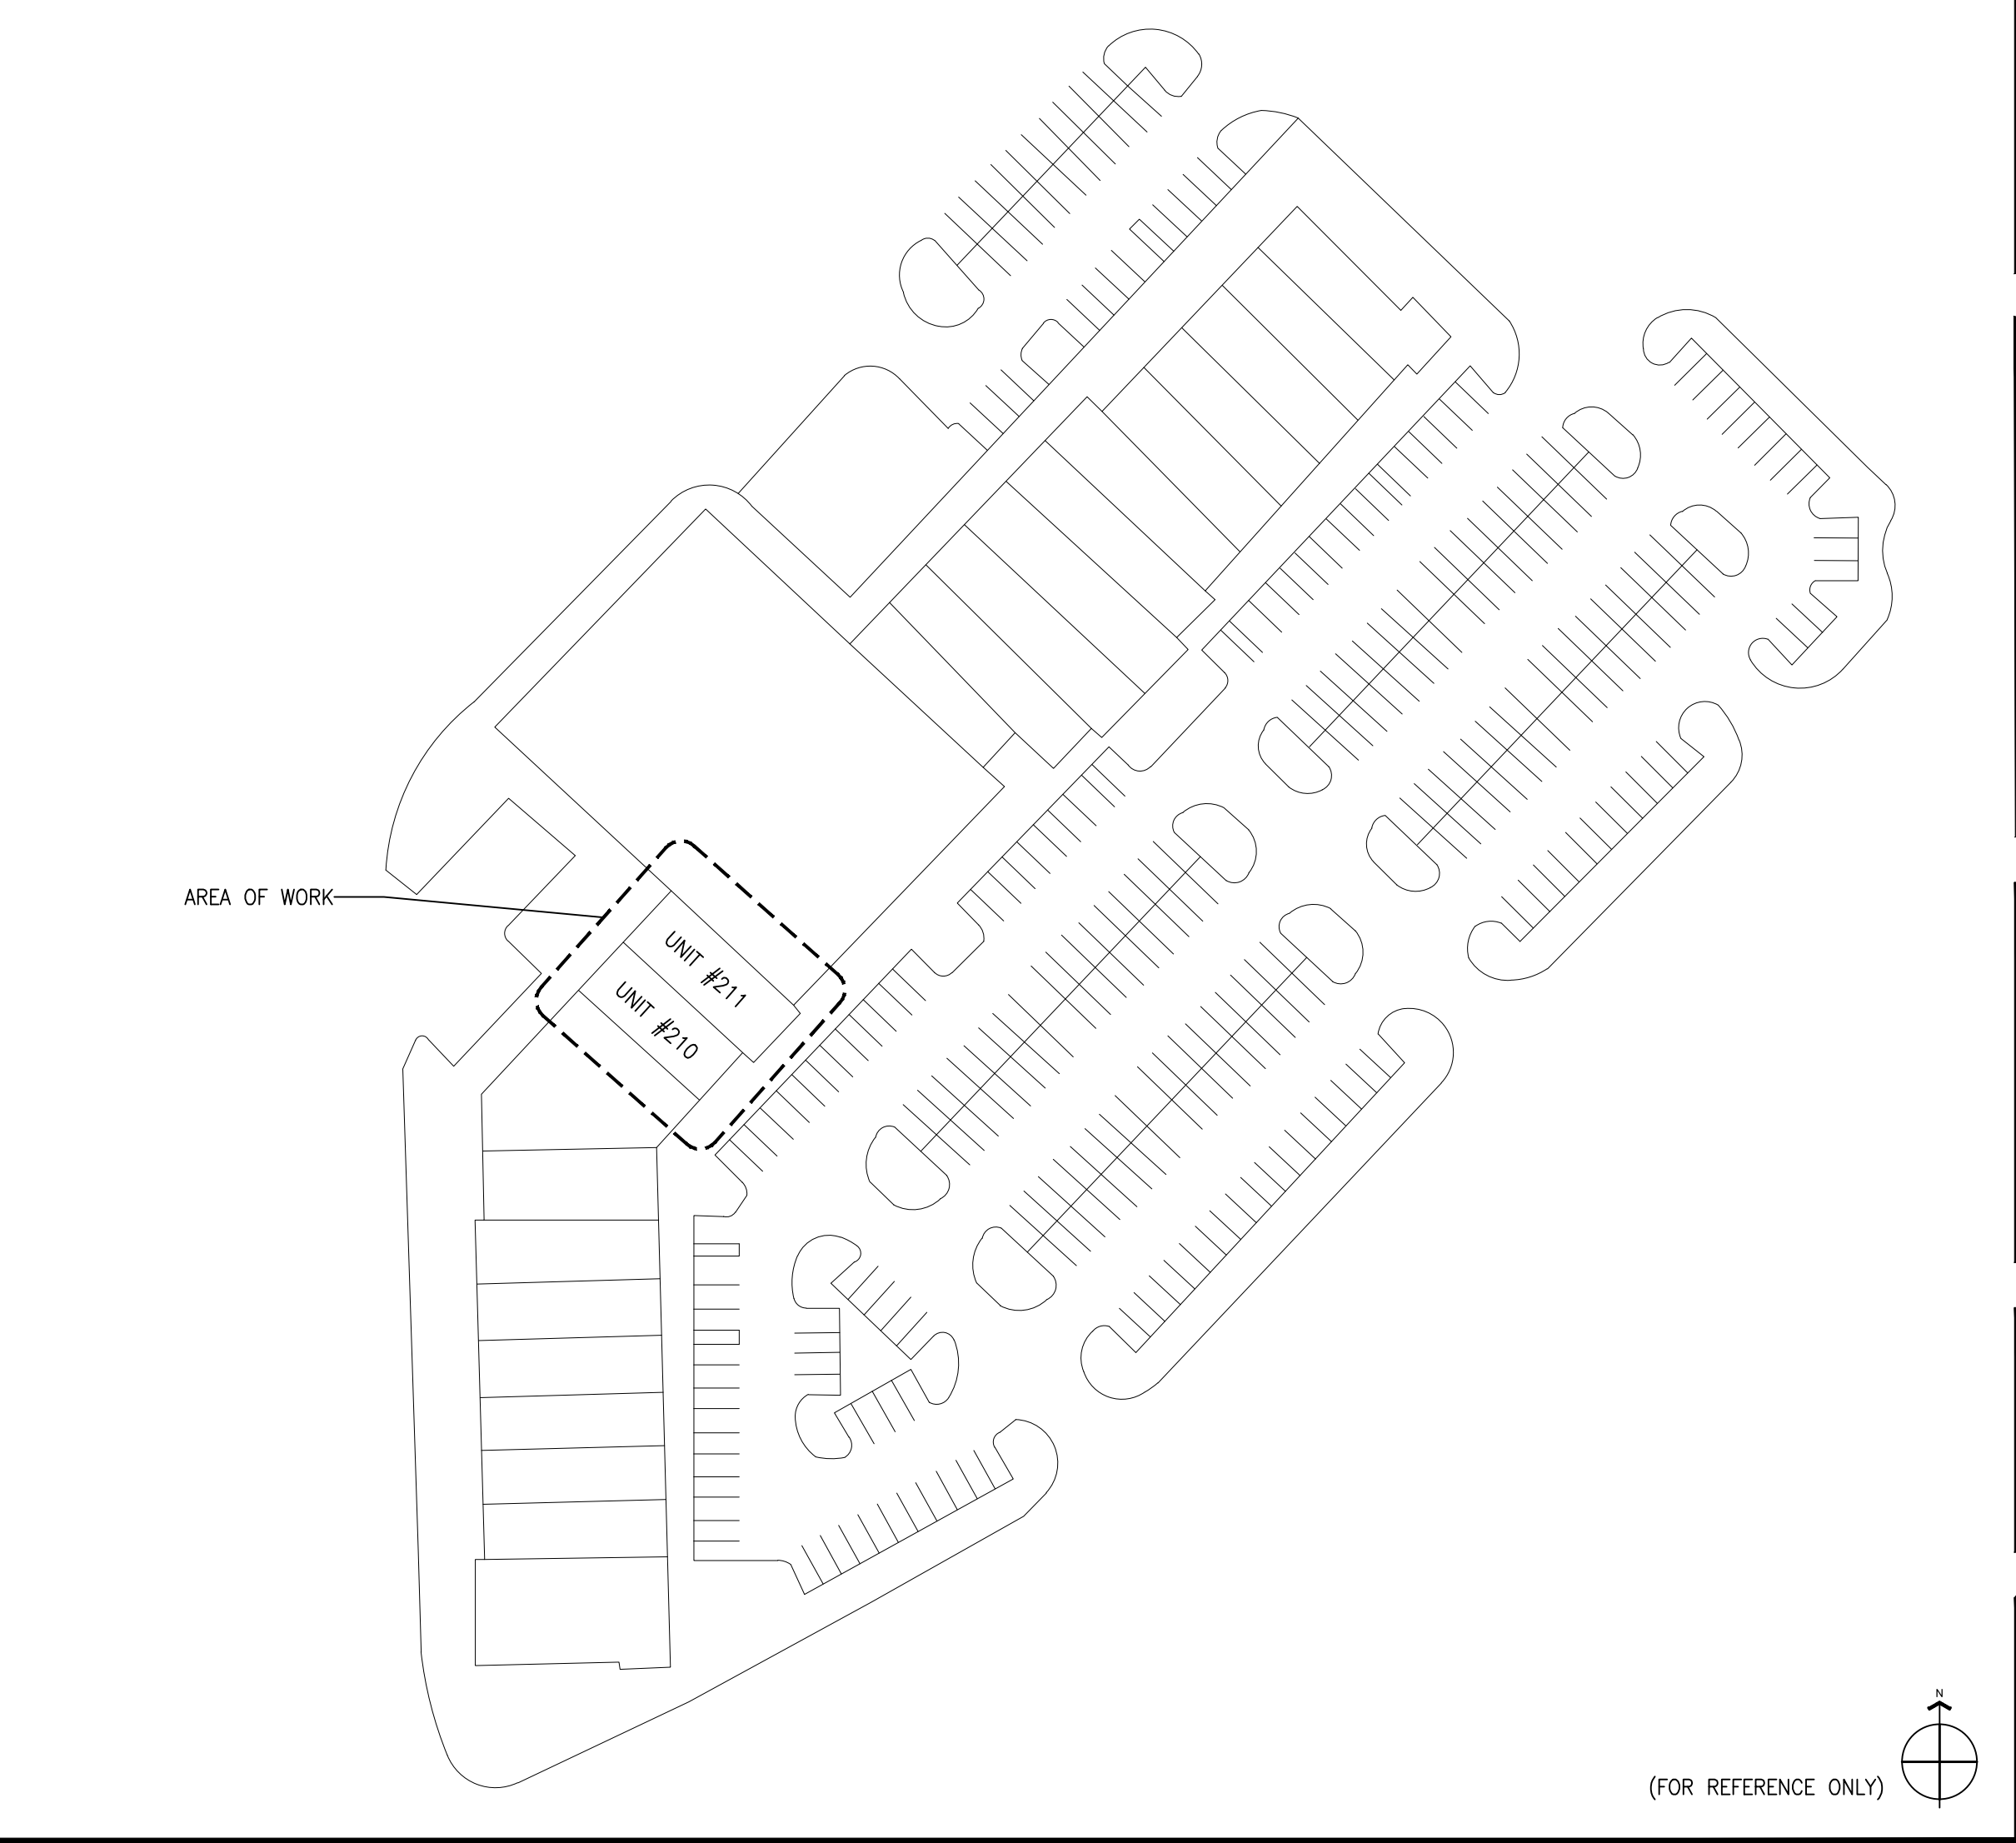 AREA OF WORK
UNIT #211
UNIT #210
N
(FOR REFERENCE ONLY)